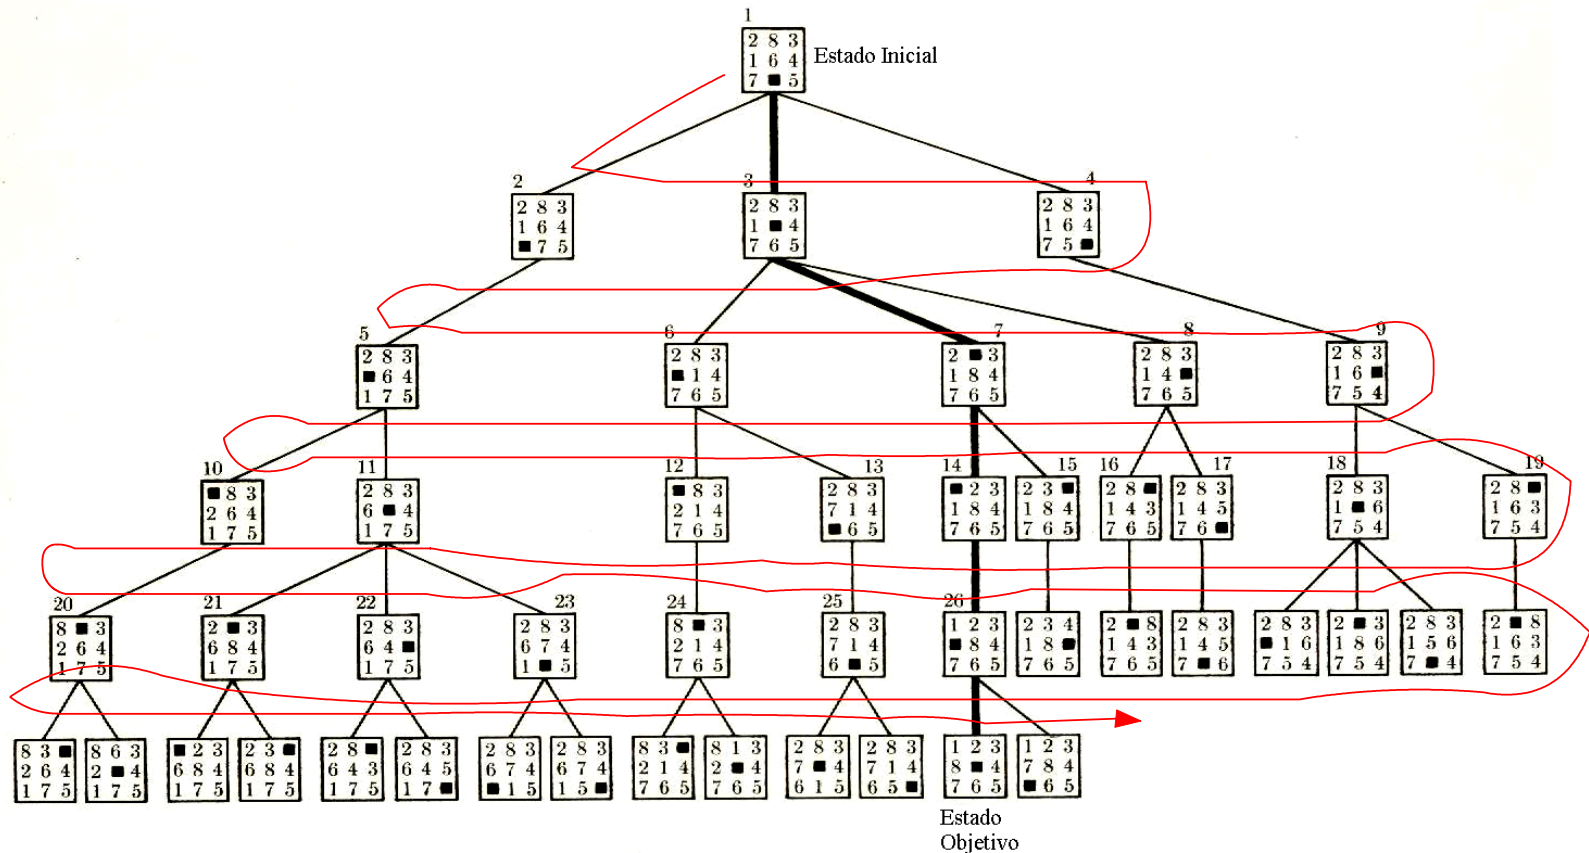 1
2 8 3
1 6 4
7 ■ 5
Estado Inicial
2
2 8 3
1 6 4
■ 7 5
3
2 8 3
1 ■ 4
7 6 5
4
2 8 3
1 6 4
7 5 ■
5
2 8 3
■ 6 4
1 7 5
6
2 8 3
■ 1 4
7 6 5
7
2 ■ 3
1 8 4
7 6 5
8
2 8 3
1 4 ■
7 6 5
9
2 8 3
1 6 ■
7 5 4
10
■ 8 3
2 6 4
1 7 5
11
2 8 3
6 ■ 4
1 7 5
12
■ 8 3
2 1 4
7 6 5
13
2 8 3
7 1 4
■ 6 5
14
■ 2 3
1 8 4
7 6 5
15
2 3 ■
1 8 4
7 6 5
16
2 8 ■
1 4 3
7 6 5
17
2 8 3
1 4 5
7 6 ■
18
2 8 3
1 ■ 6
7 5 4
19
2 8 ■
1 6 3
7 5 4
20
8 ■ 3
2 6 4
1 7 5
21
2 ■ 3
6 8 4
1 7 5
22
2 8 3
6 4 ■
1 7 5
23
2 8 3
6 7 4
1 ■ 5
24
8 ■ 3
2 1 4
7 6 5
25
2 8 3
7 1 4
6 ■ 5
26
1 2 3
■ 8 4
7 6 5
2 3 4
1 8 ■
7 6 5
2 ■ 8
1 4 3
7 6 5
2 8 3
1 4 5
7 ■ 6
2 8 3
■ 1 6
7 5 4
2 ■ 3
1 8 6
7 5 4
2 8 3
1 5 6
7 ■ 4
2 ■ 8
1 6 3
7 5 4
8 3 ■
2 6 4
1 7 5
8 6 3
2 ■ 4
1 7 5
■ 2 3
6 8 4
1 7 5
2 3 ■
6 8 4
1 7 5
2 8 ■
6 4 3
1 7 5
2 8 3
6 4 5
1 7 ■
2 8 3
6 7 4
■ 1 5
2 8 3
6 7 4
1 5 ■
8 3 ■
2 1 4
7 6 5
8 1 3
2 ■ 4
7 6 5
2 8 3
7 ■ 4
6 1 5
2 8 3
7 1 4
6 5 ■
1 2 3
8 ■ 4
7 6 5
1 2 3
7 8 4
■ 6 5
Estado
Objetivo